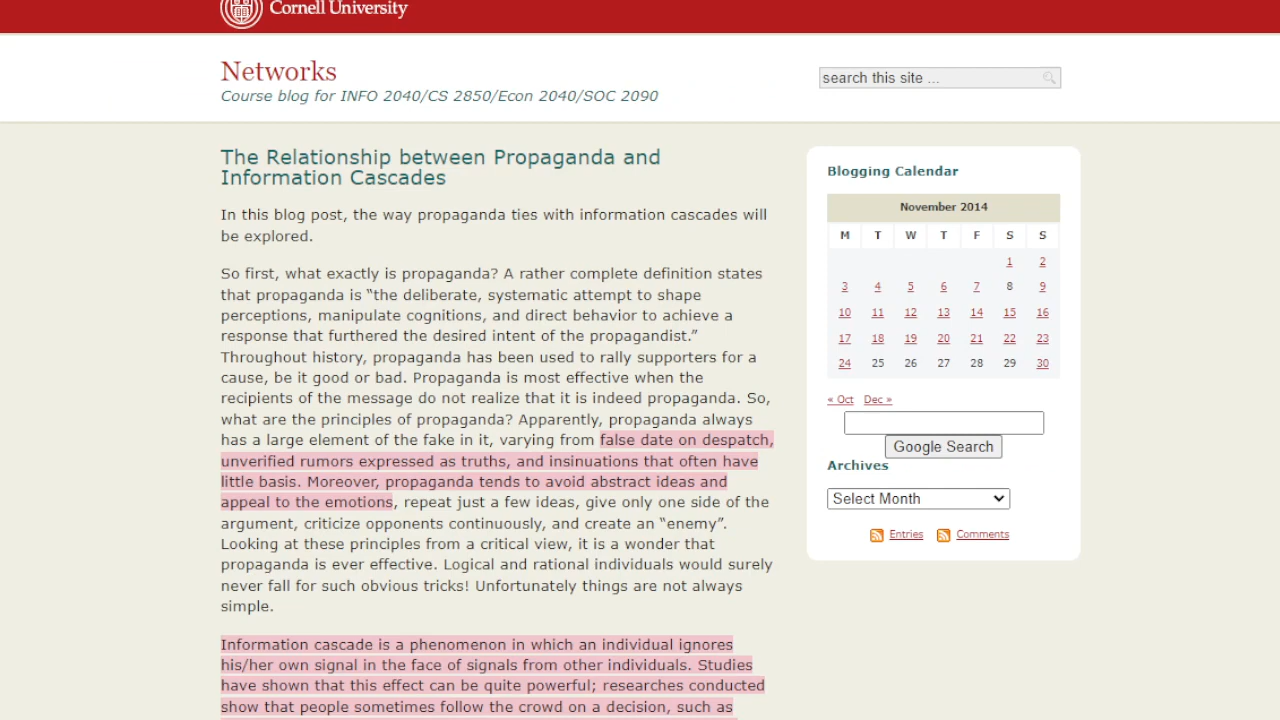 Cornell University
Networks
Course blog for INFO 2040/CS 2850/Econ 2040/SOC 2090
search this site ...
The Relationship between Propaganda and
Information Cascades
In this blog post, the way propaganda ties with information cascades will
be explored.
So first, what exactly is propaganda? A rather complete definition states
that propaganda is “the deliberate, systematic attempt to shape
perceptions, manipulate cognitions, and direct behavior to achieve a
response that furthered the desired intent of the propagandist.”
Throughout history, propaganda has been used to rally supporters for a
cause, be it good or bad. Propaganda is most effective when the
recipients of the message do not realize that it is indeed propaganda. So,
what are the principles of propaganda? Apparently, propaganda always
has a large element of the fake in it, varying from false date on despatch,
unverified rumors expressed as truths, and insinuations that often have
little basis. Moreover, propaganda tends to avoid abstract ideas and
appeal to the emotions, repeat just a few ideas, give only one side of the
argument, criticize opponents continuously, and create an “enemy”.
Looking at these principles from a critical view, it is a wonder that
propaganda is ever effective. Logical and rational individuals would surely
never fall for such obvious tricks! Unfortunately things are not always
simple.
Information cascade is a phenomenon in which an individual ignores
his/her own signal in the face of signals from other individuals. Studies
have shown that this effect can be quite powerful; researches conducted
show that people sometimes follow the crowd on a decision, such as
Blogging Calendar
November 2014
M T W T F S S
1 2
3 4 5 6 7 8 9
10 11 12 13 14 15 16
17 18 19 20 21 22 23
24 25 26 27 28 29 30
« Oct Dec »
Google Search
Archives
Select Month
Entries Comments